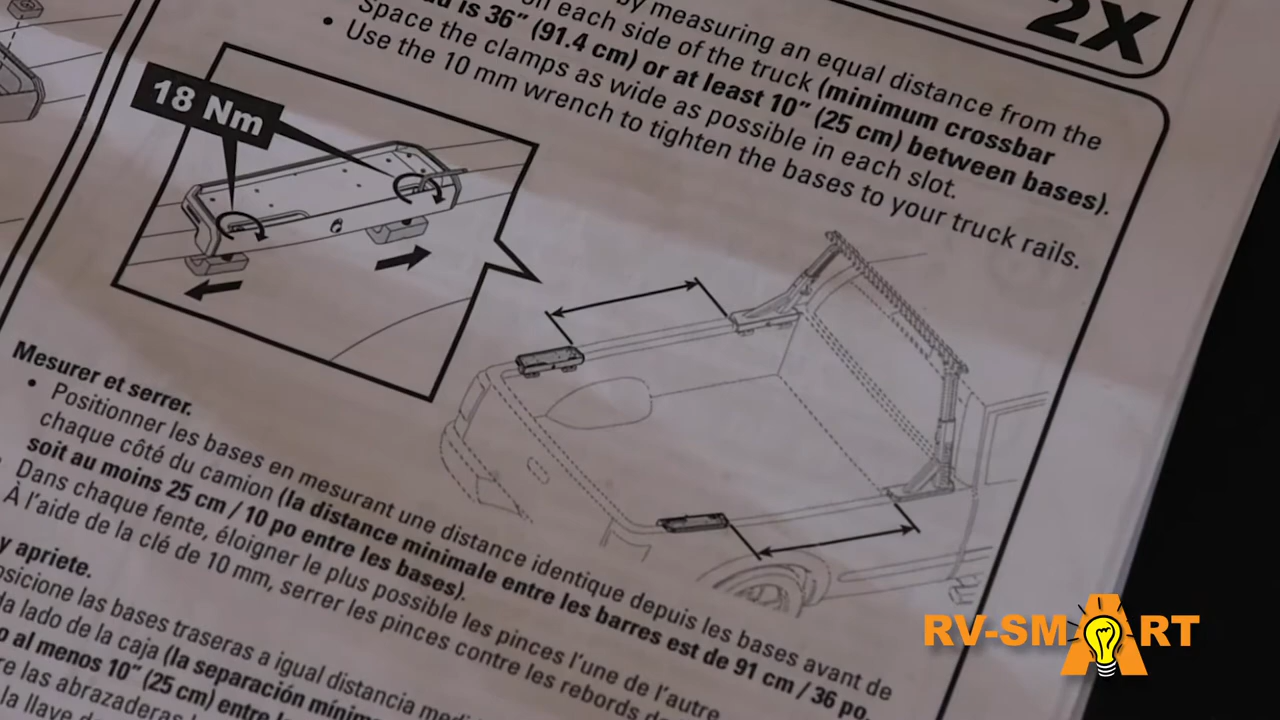 2X
by measuring an equal distance from the
on each side of the truck (minimum crossbar
is 36” (91.4 cm) or at least 10” (25 cm) between bases).
• Space the clamps as wide as possible in each slot.
• Use the 10 mm wrench to tighten the bases to your truck rails.
18 Nm
Mesurer et serrer.
• Positionner les bases en mesurant une distance identique depuis les bases avant de
chaque côté du camion (la distance minimale entre les barres est de 91 cm / 36 po.
soit au moins 25 cm / 10 po entre les bases).
Dans chaque fente, éloigner le plus possible les pinces l’une de l’autre
À l’aide de la clé de 10 mm, serrer les pinces contre les rebords
y apriete.
las bases traseras a igual distancia
lado de la caja (la separación
al menos 10” (25 cm) entre
las abrazaderas
la llave
RV-SMART